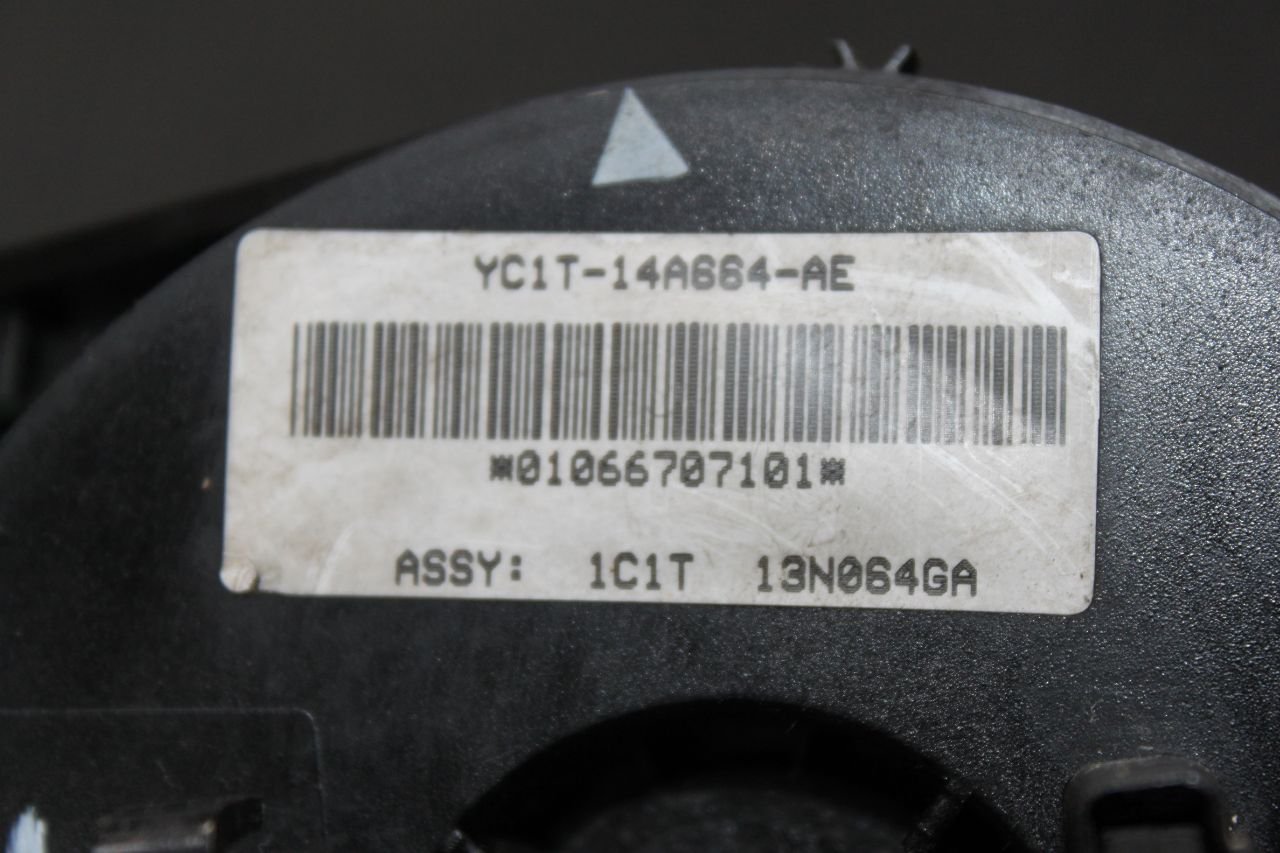 YC1T-14A664-AE
*01066707101*
ASSY: 1C1T 13N064GA